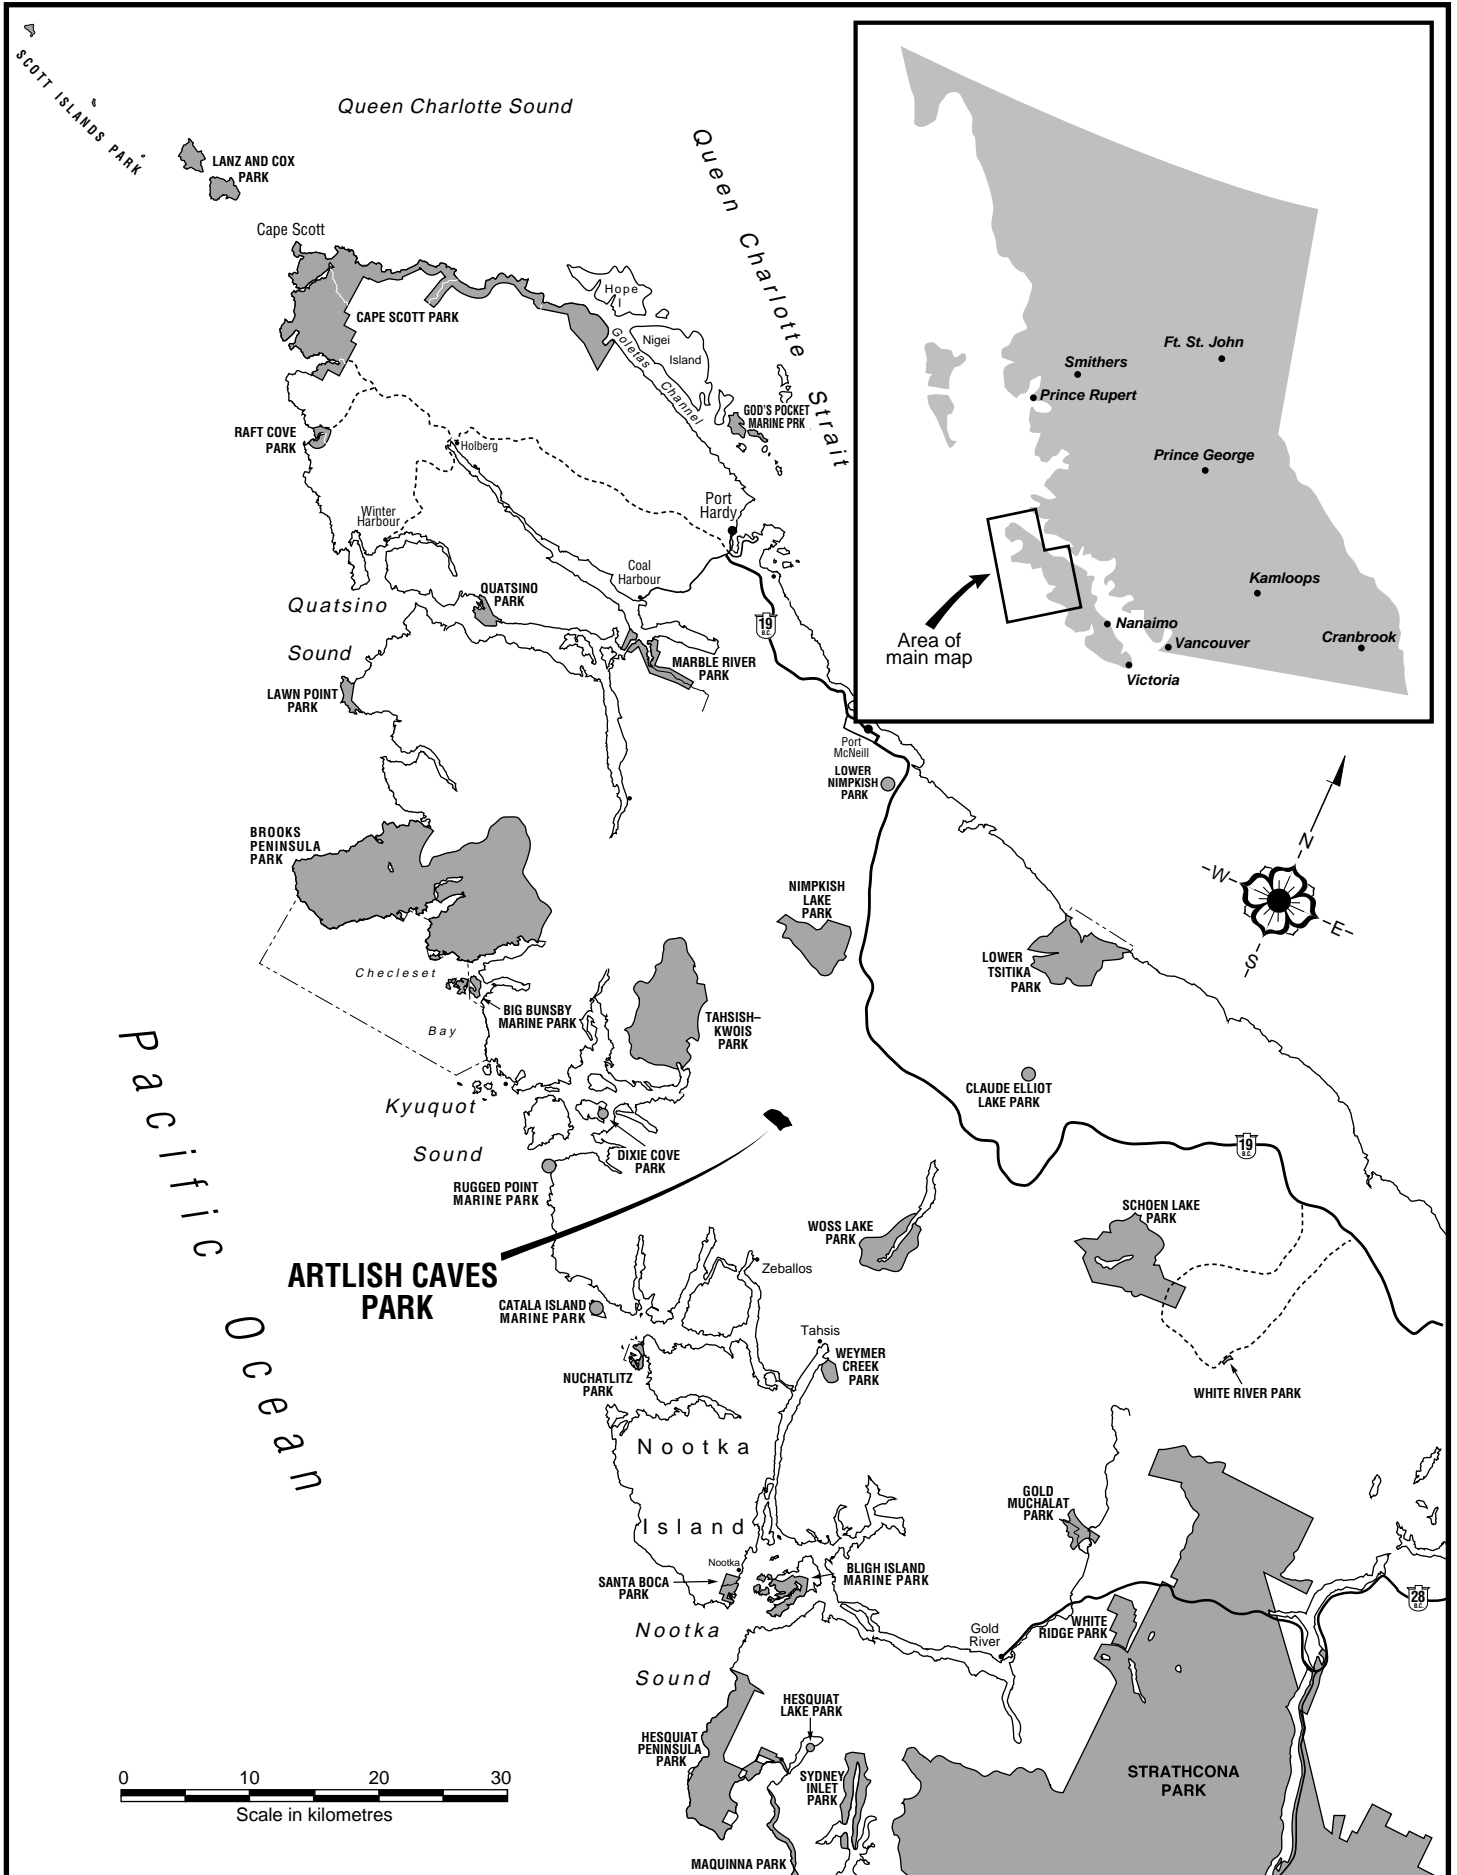 SCOTT ISLANDS PARK
Queen Charlotte Sound
LANZ AND COX
PARK
Cape Scott
CAPE SCOTT PARK
Hope
I
Nigei
Island
Goletas Channel
Queen Charlotte Strait
GOD'S POCKET
MARINE PRK
RAFT COVE
PARK
Holberg
Winter
Harbour
Port
Hardy
Coal
Harbour
QUATSINO
PARK
Quatsino
Sound
19
B.C.
MARBLE RIVER
PARK
LAWN POINT
PARK
Port
McNeill
LOWER
NIMPKISH
PARK
Ft. St. John
Smithers
Prince Rupert
Prince George
Kamloops
Nanaimo
Vancouver
Cranbrook
Victoria
Area of
main map
BROOKS
PENINSULA
PARK
NIMPKISH
LAKE
PARK
N
W
E
S
LOWER
TSITIKA
PARK
Checleset
Bay
BIG BUNSBY
MARINE PARK
TAHSISH–
KWOIS
PARK
CLAUDE ELLIOT
LAKE PARK
Kyuquot
Sound
DIXIE COVE
PARK
RUGGED POINT
MARINE PARK
19
B.C.
Pacific Ocean
SCHOEN LAKE
PARK
WOSS LAKE
PARK
ARTLISH CAVES
PARK
Zeballos
CATALA ISLAND
MARINE PARK
Tahsis
WEYMER
CREEK
PARK
NUCHATLITZ
PARK
WHITE RIVER PARK
Nootka
Island
GOLD
MUCHALAT
PARK
Nootka
SANTA BOCA
PARK
BLIGH ISLAND
MARINE PARK
28
B.C.
Nootka
Sound
Gold
River
WHITE
RIDGE PARK
HESQUIAT
LAKE PARK
HESQUIAT
PENINSULA
PARK
SYDNEY
INLET
PARK
STRATHCONA
PARK
0 10 20 30
Scale in kilometres
MAQUINNA PARK